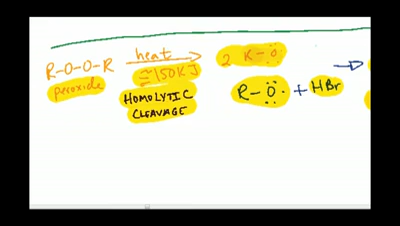 R-O-O-R heat 2 R-Ö
peroxide ≈150KJ
HOMOLYTIC
CLEAVAGE
R-Ö· + HBr →